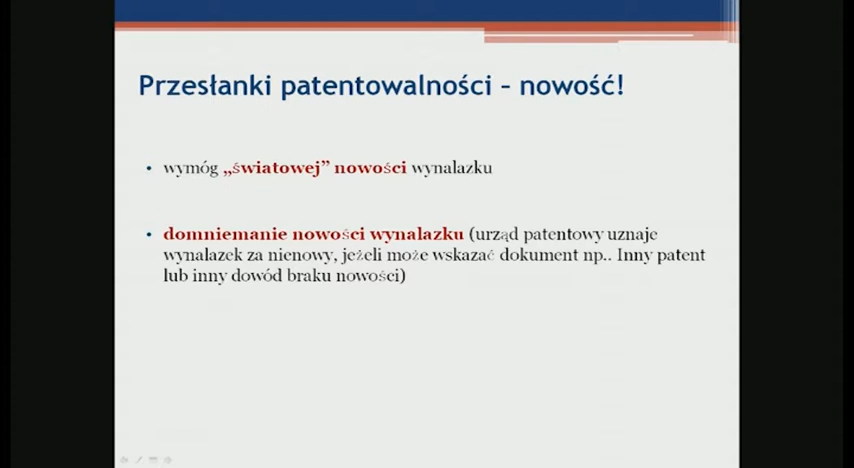 Przesłanki patentowalności – nowość!
• wymóg „światowej” nowości wynalazku
• domniemanie nowości wynalazku (urząd patentowy uznaje
wynalazek za nienowy, jeżeli może wskazać dokument np.. Inny patent
lub inny dowód braku nowości)